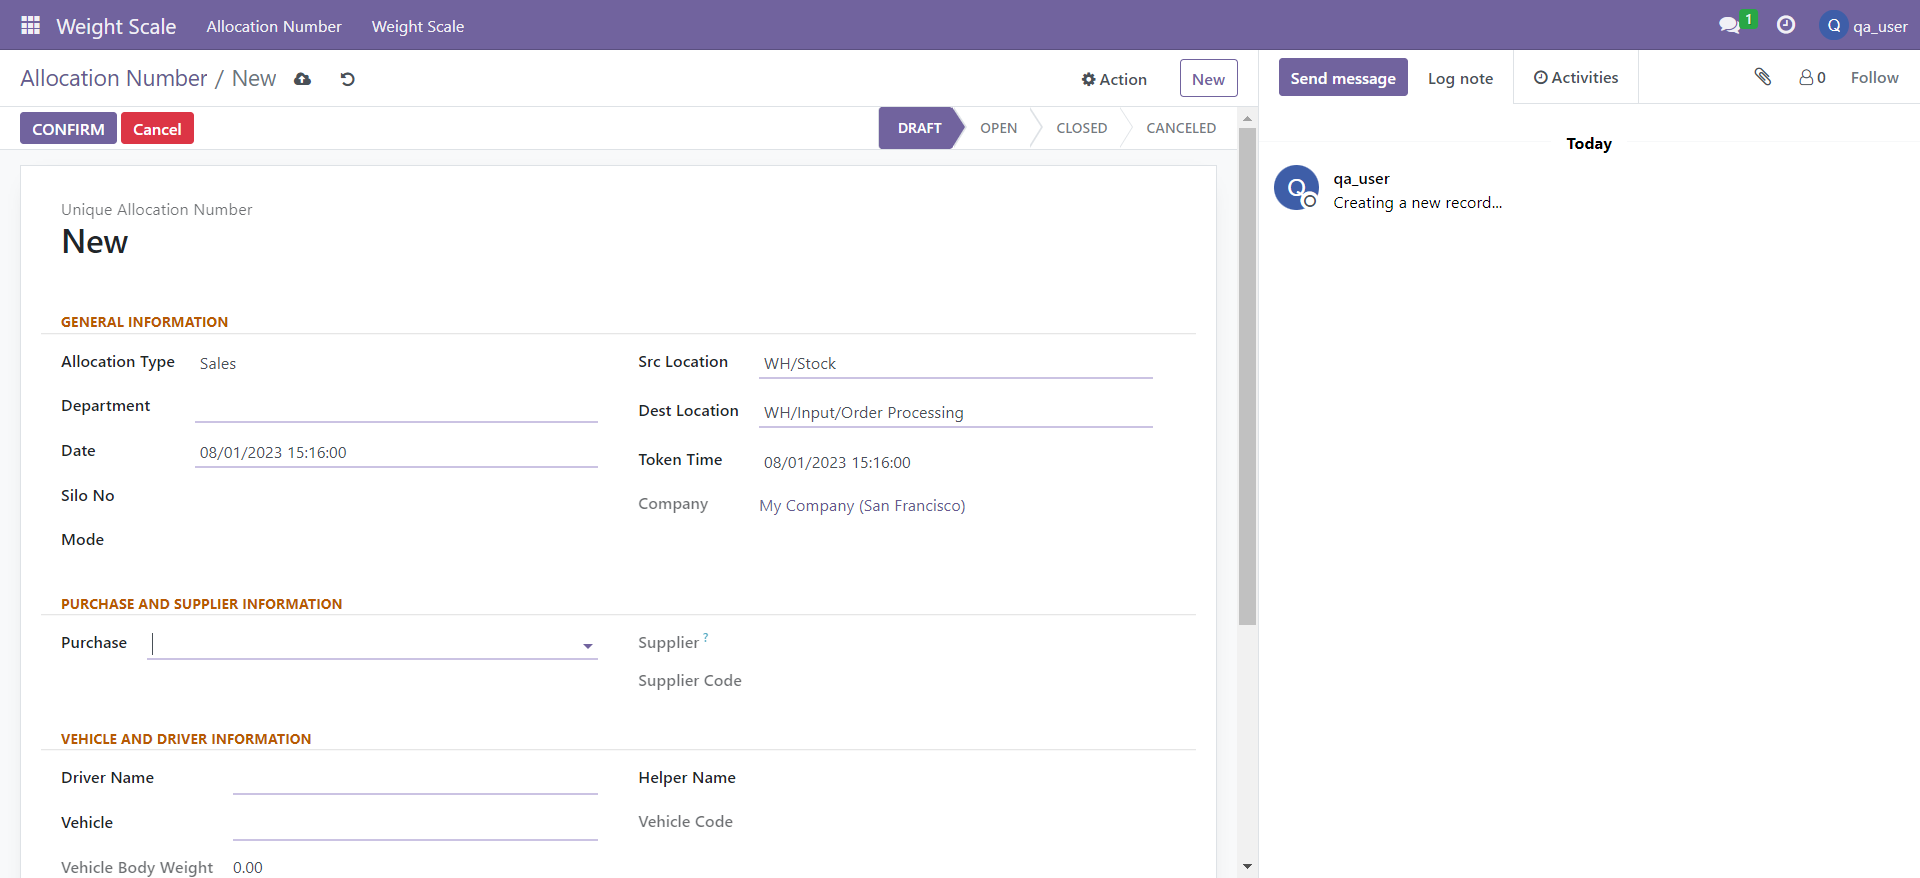 Weight Scale Allocation Number Weight Scale 1 Q qa_user
Allocation Number / New Action New Send message Log note Activities 0 Follow
CONFIRM Cancel DRAFT OPEN CLOSED CANCELED
Today
qa_user
Q Creating a new record...
Unique Allocation Number
New
GENERAL INFORMATION
Allocation Type Sales Src Location WH/Stock
Department Dest Location WH/Input/Order Processing
Date 08/01/2023 15:16:00 Token Time 08/01/2023 15:16:00
Silo No Company My Company (San Francisco)
Mode
PURCHASE AND SUPPLIER INFORMATION
Purchase Supplier ?
Supplier Code
VEHICLE AND DRIVER INFORMATION
Driver Name Helper Name
Vehicle Vehicle Code
Vehicle Body Weight 0.00